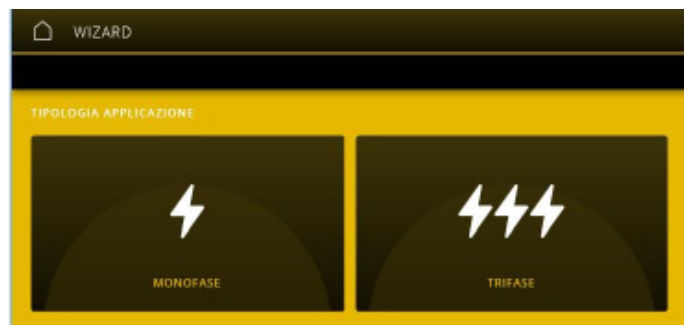 WIZARD
TIPOLOGIA APPLICAZIONE
MONOFASE
TRIFASE